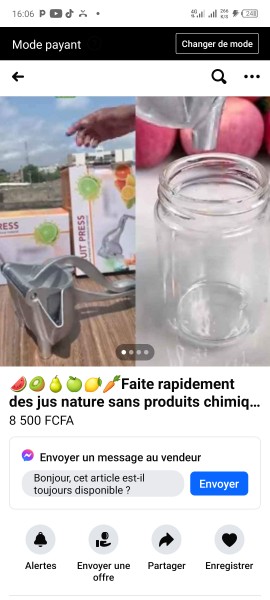 16:06
Mode payant
Changer de mode
PRESS
UIT PRESS
🍉🥝🍐🍏🍋🥕Faite rapidement
des jus nature sans produits chimiq...
8 500 FCFA
Envoyer un message au vendeur
Bonjour, cet article est-il
toujours disponible ?
Envoyer
Alertes
Envoyer une
offre
Partager
Enregistrer